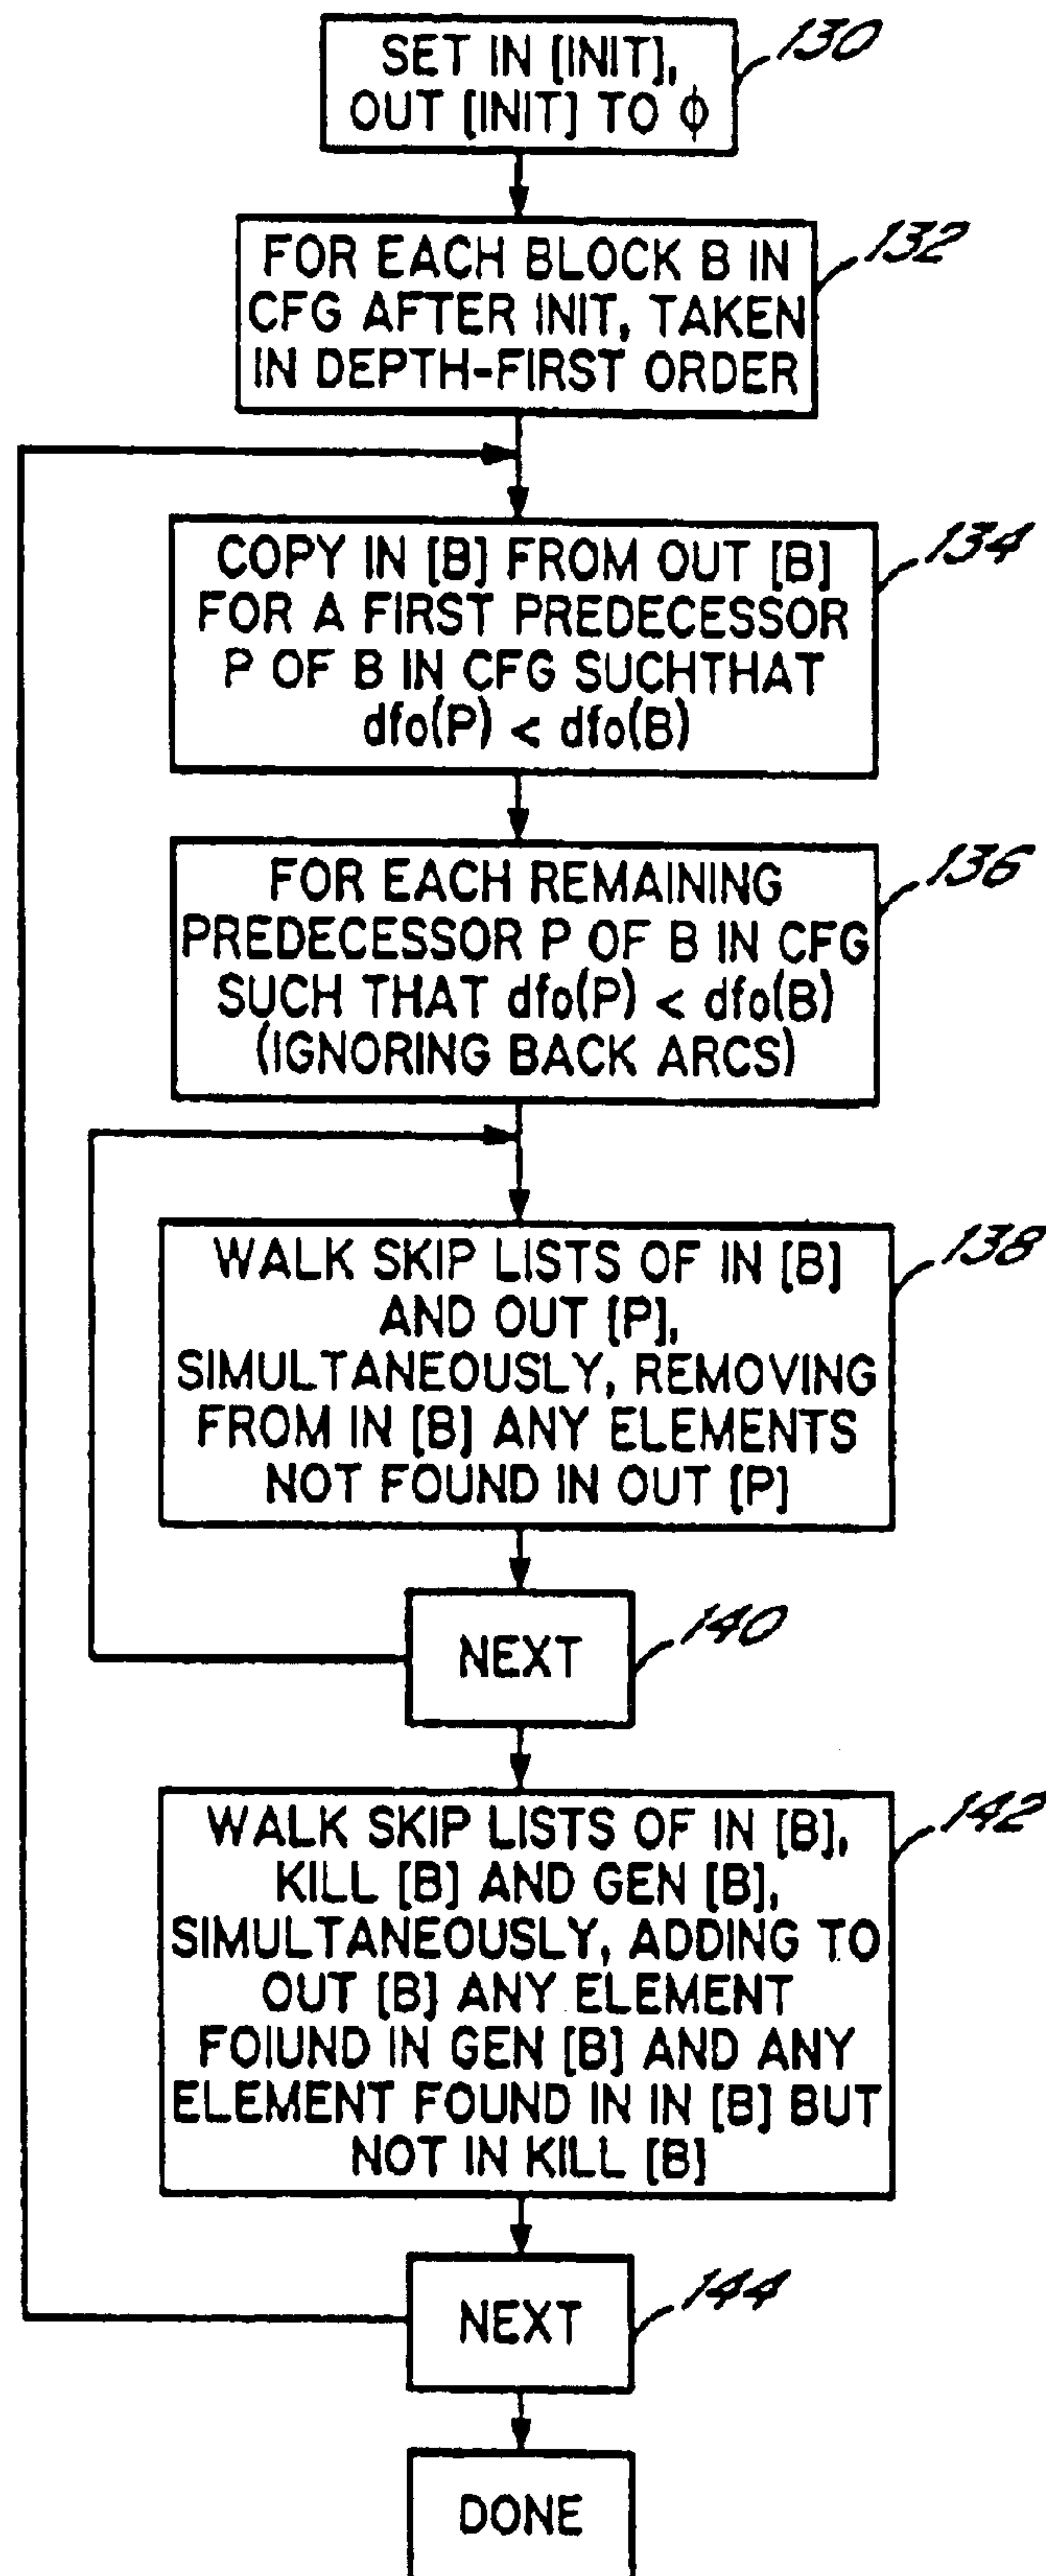 SET IN [INIT],
OUT [INIT] TO ϕ
130
FOR EACH BLOCK B IN
CFG AFTER INIT, TAKEN
IN DEPTH-FIRST ORDER
132
COPY IN [B] FROM OUT [B]
FOR A FIRST PREDECESSOR
P OF B IN CFG SUCHTHAT
dfo(P) < dfo(B)
134
FOR EACH REMAINING
PREDECESSOR P OF B IN CFG
SUCH THAT dfo(P) < dfo(B)
(IGNORING BACK ARCS)
136
WALK SKIP LISTS OF IN [B]
AND OUT [P],
SIMULTANEOUSLY, REMOVING
FROM IN [B] ANY ELEMENTS
NOT FOUND IN OUT [P]
138
NEXT
140
WALK SKIP LISTS OF IN [B],
KILL [B] AND GEN [B],
SIMULTANEOUSLY, ADDING TO
OUT [B] ANY ELEMENT
FOIUND IN GEN [B] AND ANY
ELEMENT FOUND IN IN [B] BUT
NOT IN KILL [B]
142
NEXT
144
DONE